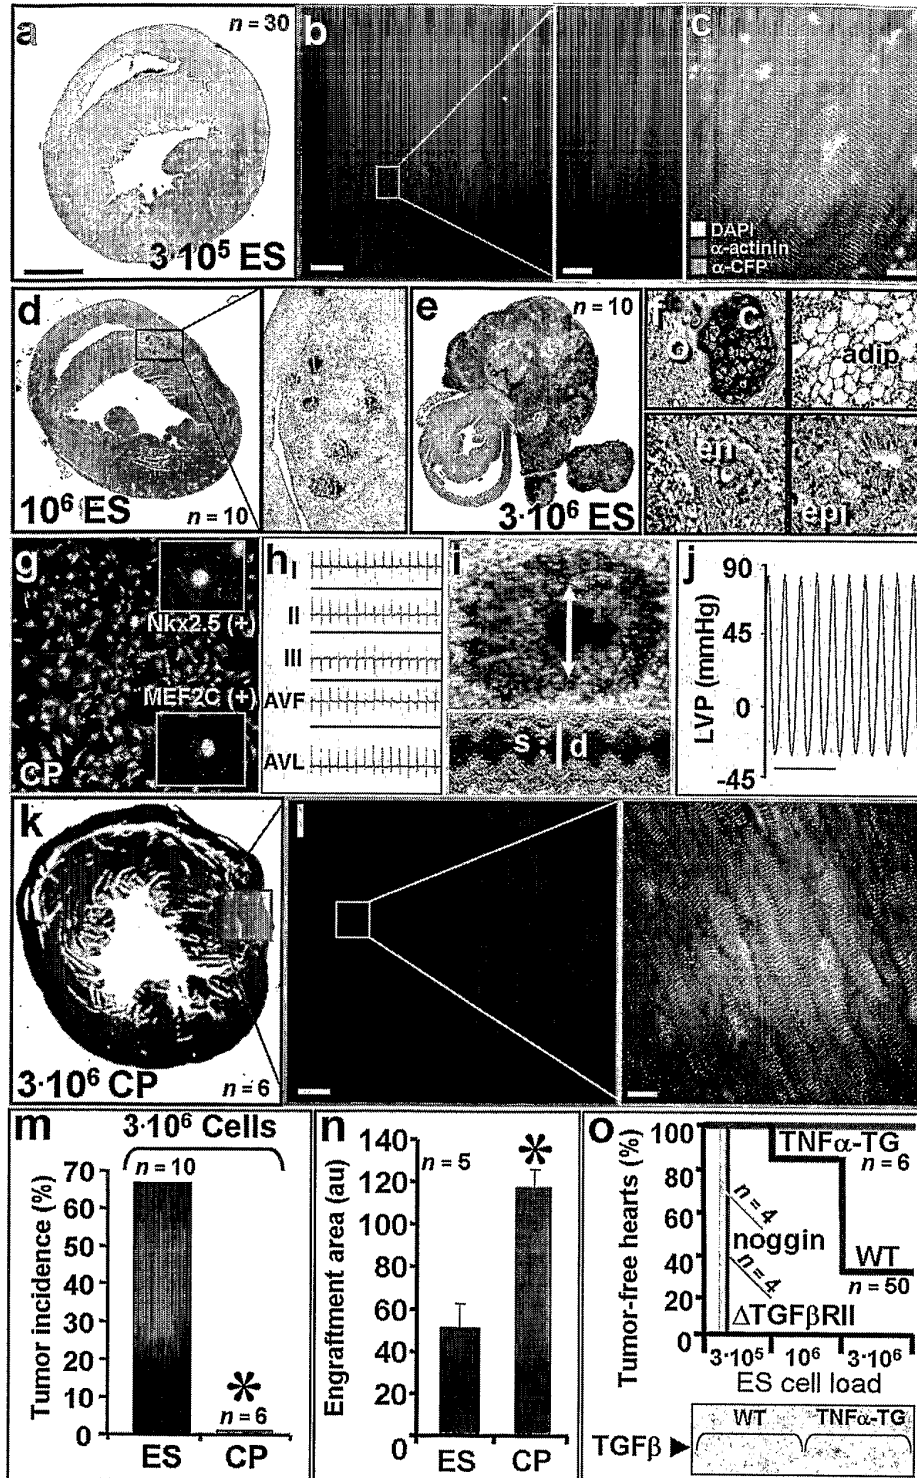 a
n = 30
3·10⁵ ES
b
c
DAPI
α-actinin
α-CFP
d
10⁶ ES
n = 10
e
n = 10
3·10⁶ ES
f
c
adip
en
epi
g
Nkx2.5 (+)
MEF2C (+)
CP
h
I
II
III
AVF
AVL
i
s
d
j
LVP (mmHg)
90
45
0
-45
k
3·10⁶ CP
n = 6
l
m
3·10⁶ Cells
n = 10
Tumor incidence (%)
70
60
50
40
30
20
10
0
*
n = 6
ES
CP
n
n = 5
*
Engraftment area (au)
140
120
100
80
60
40
20
0
ES
CP
o
Tumor-free hearts (%)
100
80
60
40
20
0
TNFα-TG
n = 6
n = 4
noggin
n = 4
ΔTGFβRII
WT
n = 50
3·10⁵
10⁶
3·10⁶
ES cell load
WT
TNFα-TG
TGFβ ►